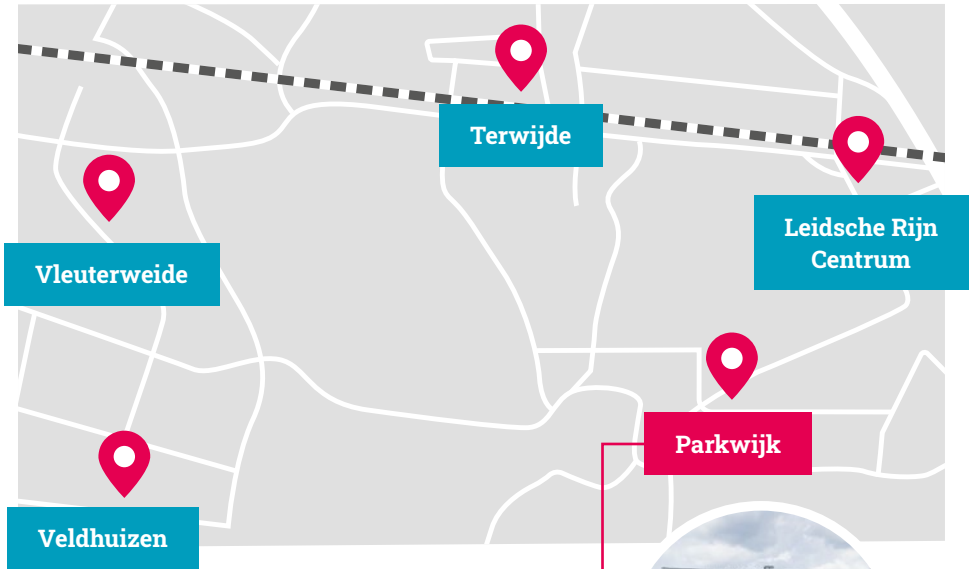 Terwijde
Leidsche Rijn
Centrum
Vleuterweide
Parkwijk
Veldhuizen